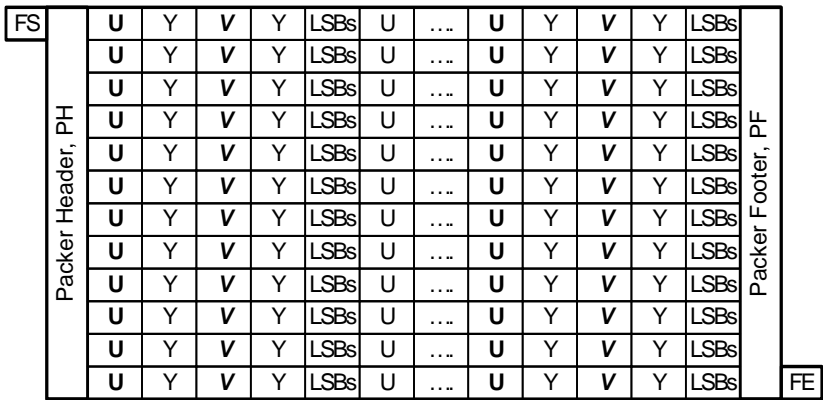 FS U Y V Y LSBs U .... U Y V Y LSBs
U Y V Y LSBs U .... U Y V Y LSBs
U Y V Y LSBs U .... U Y V Y LSBs
U Y V Y LSBs U .... U Y V Y LSBs
U Y V Y LSBs U .... U Y V Y LSBs
U Y V Y LSBs U .... U Y V Y LSBs
U Y V Y LSBs U .... U Y V Y LSBs
U Y V Y LSBs U .... U Y V Y LSBs
U Y V Y LSBs U .... U Y V Y LSBs
U Y V Y LSBs U .... U Y V Y LSBs
U Y V Y LSBs U .... U Y V Y LSBs
U Y V Y LSBs U .... U Y V Y LSBs FE
Packer Header, PH
Packer Footer, PF